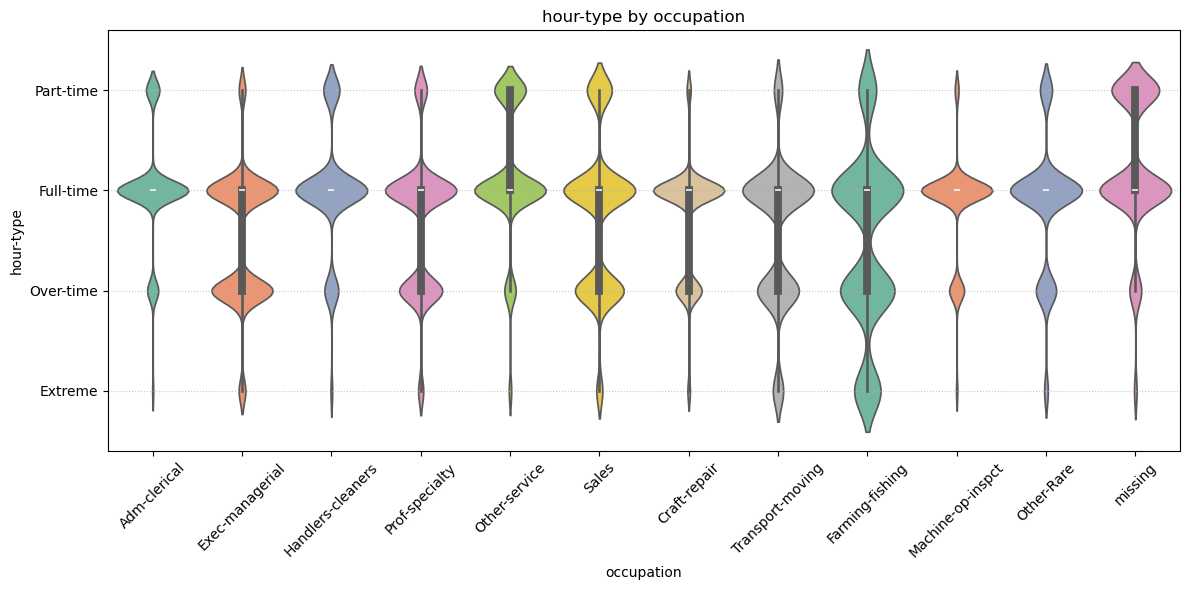 hour-type by occupation
hour-type
Part-time
Full-time
Over-time
Extreme
Adm-clerical
Exec-managerial
Handlers-cleaners
Prof-specialty
Other-service
Sales
Craft-repair
Transport-moving
Farming-fishing
Machine-op-inspct
Other-Rare
missing
occupation